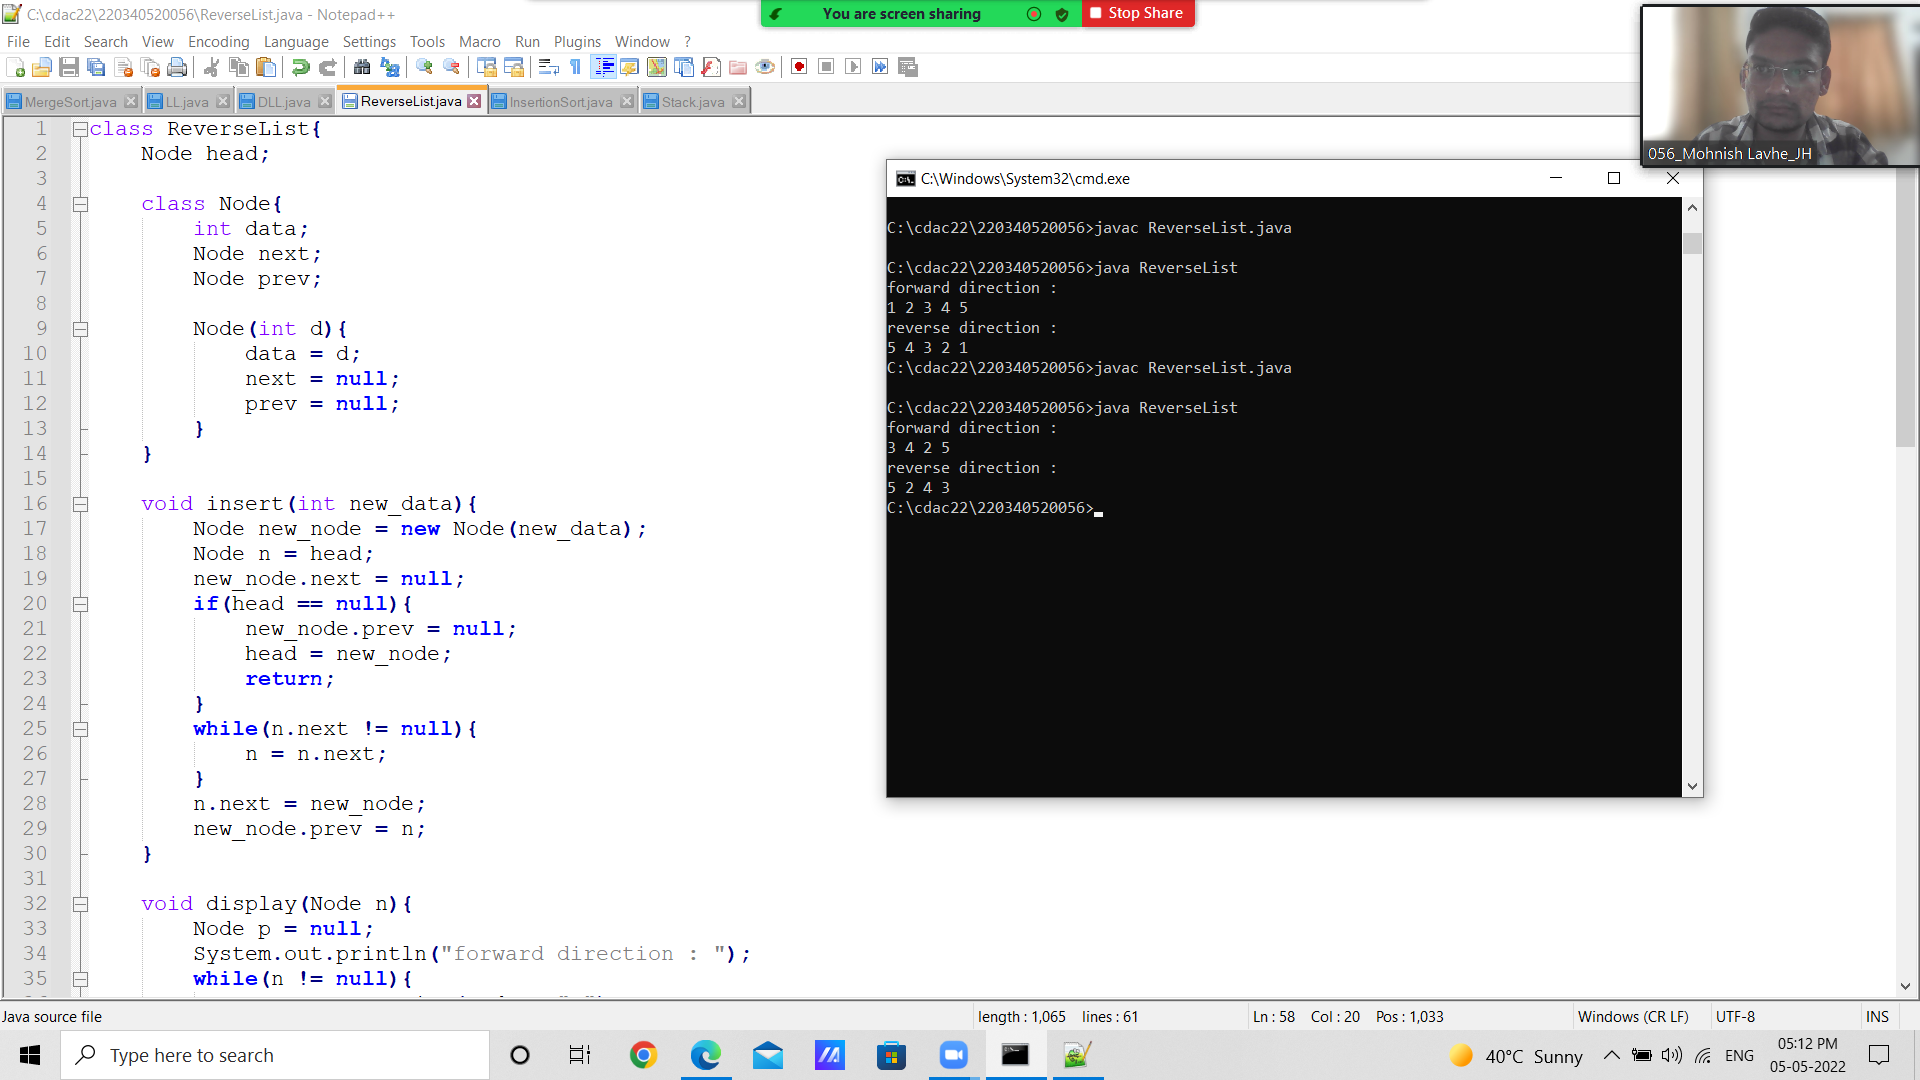 C:\cdac22\220340520056\ReverseList.java - Notepad++
You are screen sharing
Stop Share
File Edit Search View Encoding Language Settings Tools Macro Run Plugins Window ?
MergeSort.java LL.java DLL.java ReverseList.java InsertionSort.java Stack.java
056_Mohnish Lavhe_JH
1 class ReverseList{
2 Node head;
3
4 class Node{
5 int data;
6 Node next;
7 Node prev;
8
9 Node(int d){
10 data = d;
11 next = null;
12 prev = null;
13 }
14 }
15
16 void insert(int new_data){
17 Node new_node = new Node(new_data);
18 Node n = head;
19 new_node.next = null;
20 if(head == null){
21 new_node.prev = null;
22 head = new_node;
23 return;
24 }
25 while(n.next != null){
26 n = n.next;
27 }
28 n.next = new_node;
29 new_node.prev = n;
30 }
31
32 void display(Node n){
33 Node p = null;
34 System.out.println("forward direction : ");
35 while(n != null){
C:\Windows\System32\cmd.exe
C:\cdac22\220340520056>javac ReverseList.java
C:\cdac22\220340520056>java ReverseList
forward direction :
1 2 3 4 5
reverse direction :
5 4 3 2 1
C:\cdac22\220340520056>javac ReverseList.java
C:\cdac22\220340520056>java ReverseList
forward direction :
3 4 2 5
reverse direction :
5 2 4 3
C:\cdac22\220340520056>
Java source file length : 1,065 lines : 61 Ln : 58 Col : 20 Pos : 1,033 Windows (CR LF) UTF-8 INS
Type here to search
40°C Sunny
ENG
05:12 PM
05-05-2022